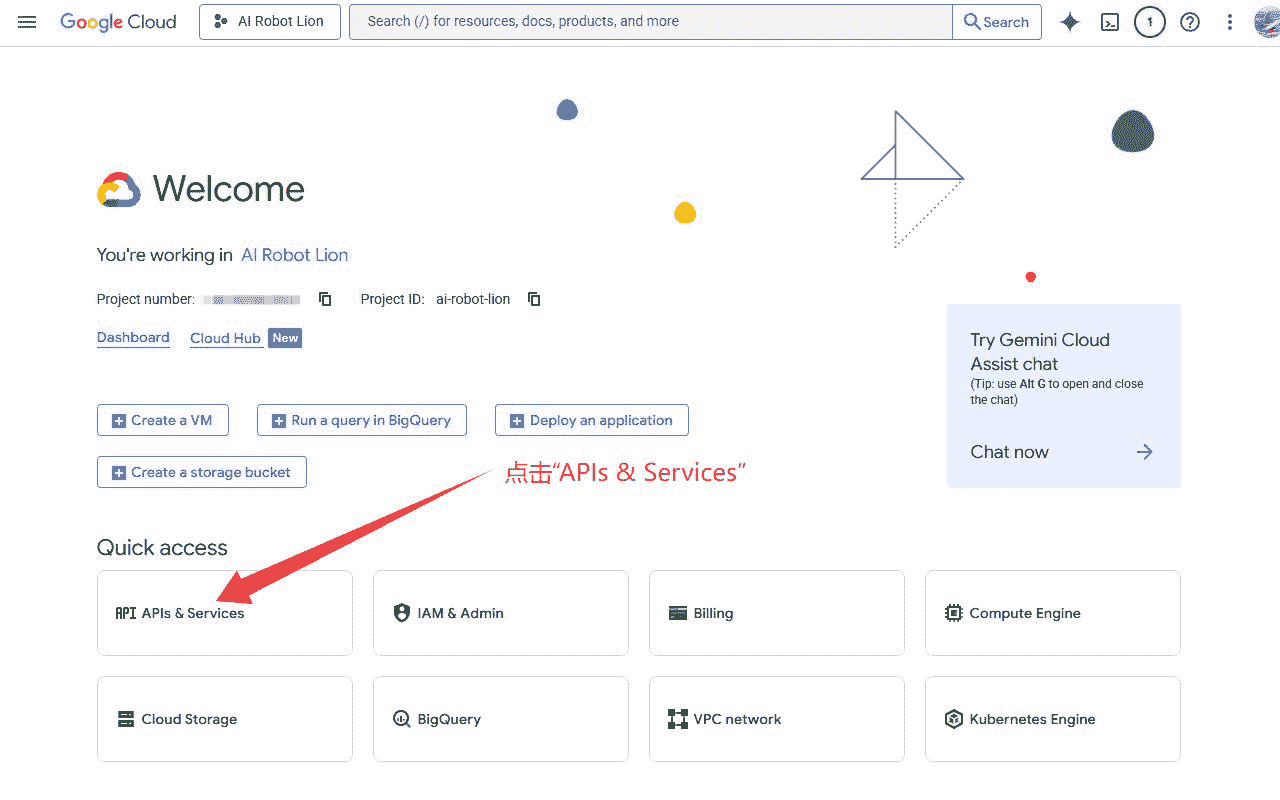 Google Cloud
AI Robot Lion
Search (/) for resources, docs, products, and more
Search
1
Welcome
You're working in AI Robot Lion
Project number:
Project ID: ai-robot-lion
Dashboard
Cloud Hub New
Try Gemini Cloud
Assist chat
(Tip: use Alt G to open and close
the chat)
Chat now
Create a VM
Run a query in BigQuery
Deploy an application
Create a storage bucket
点击“APIs & Services”
Quick access
API APIs & Services
IAM & Admin
Billing
Compute Engine
Cloud Storage
BigQuery
VPC network
Kubernetes Engine